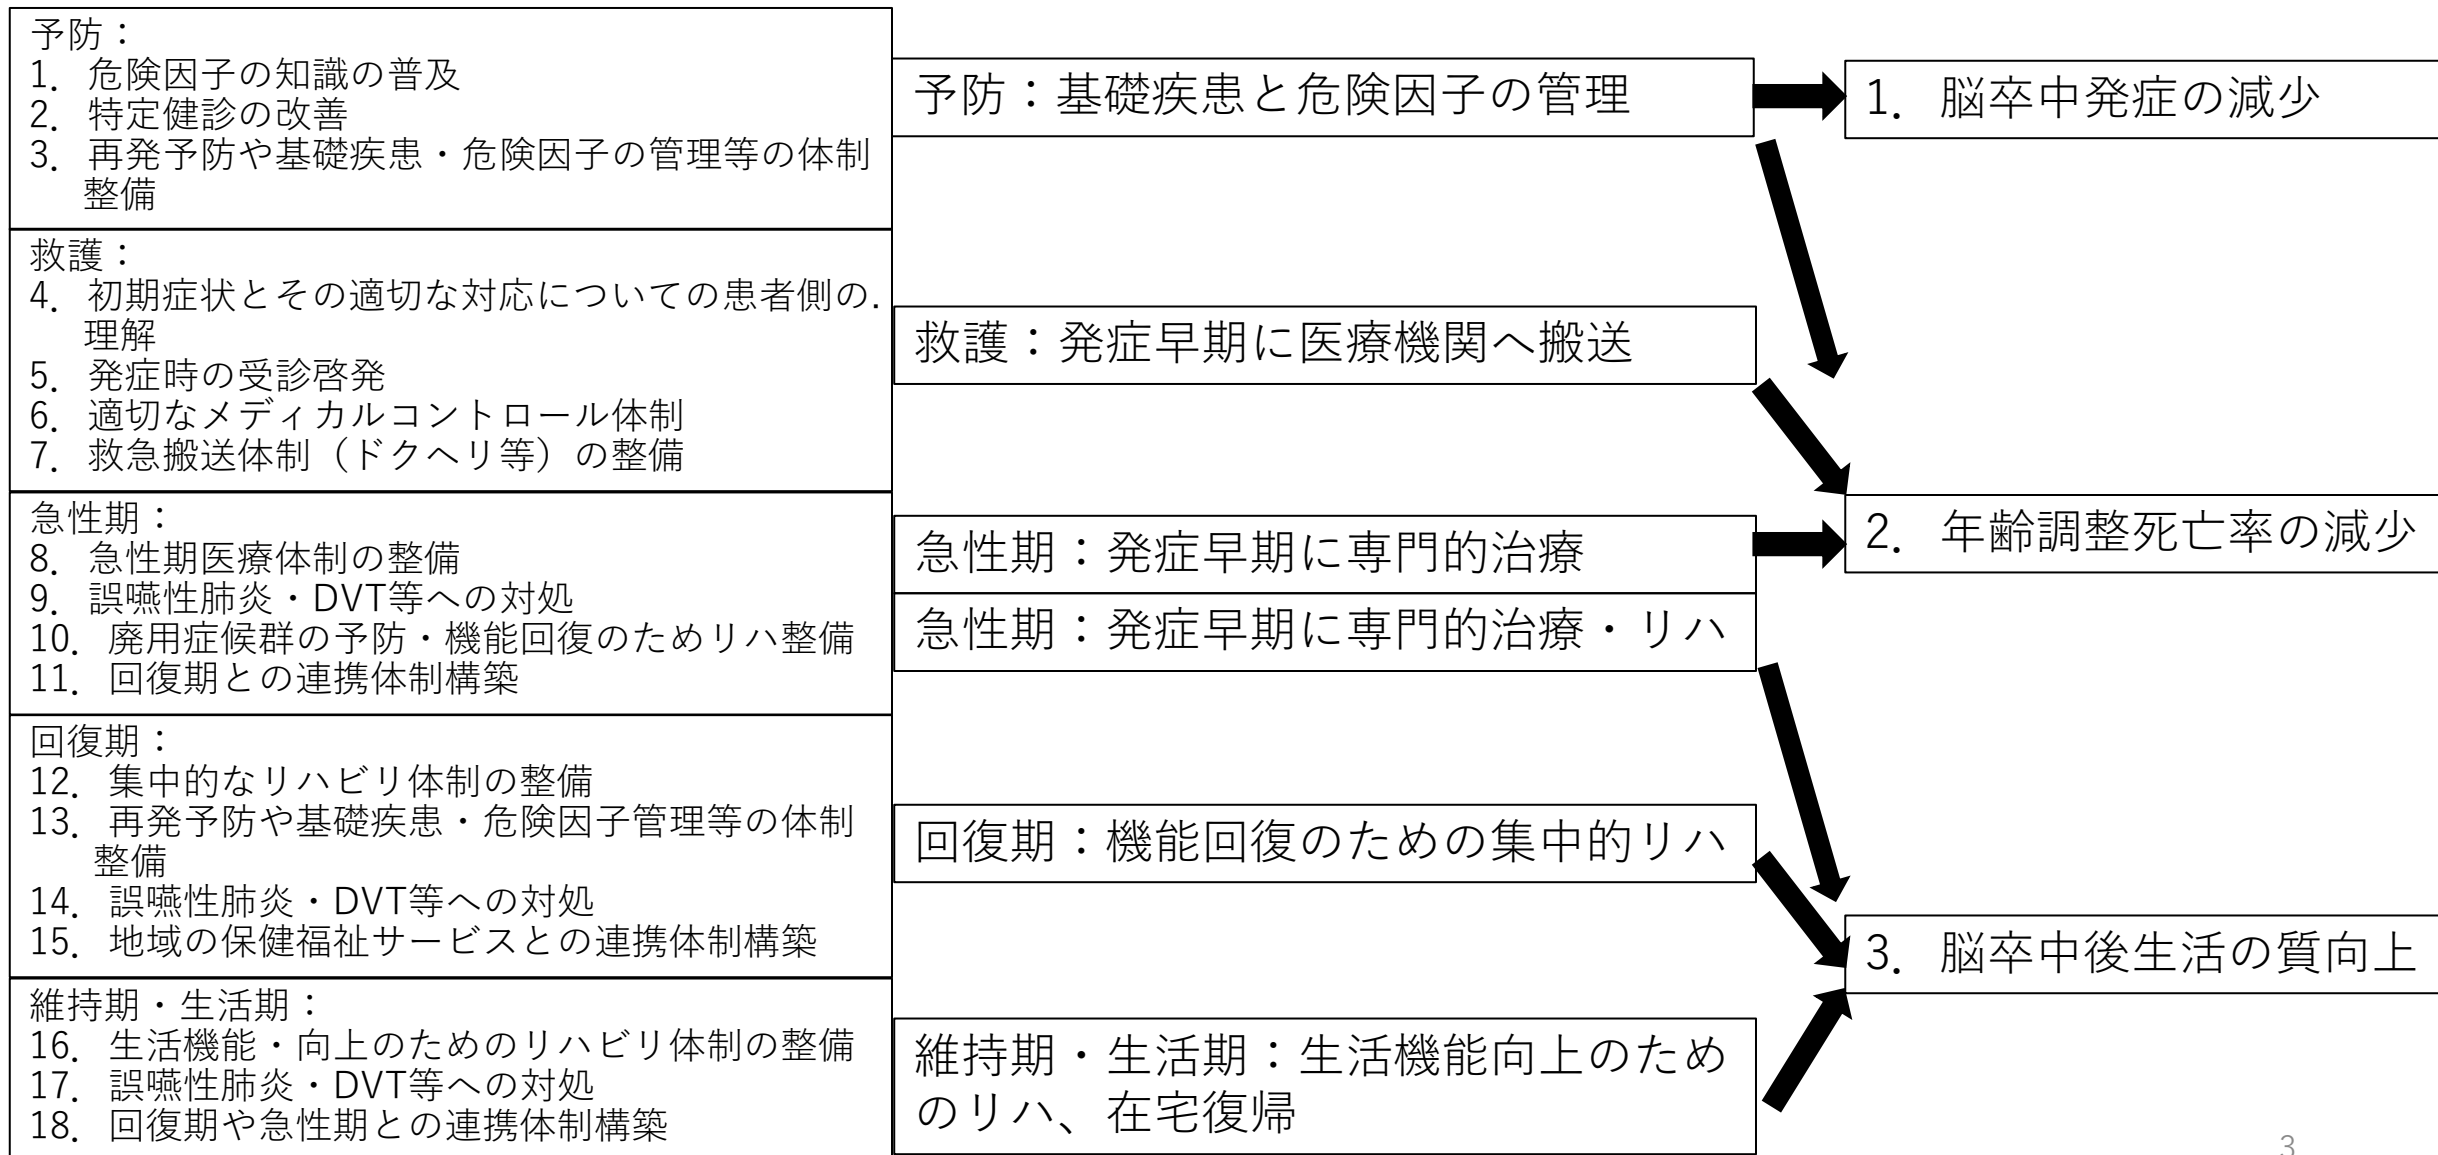 予防：
1．危険因子の知識の普及
2．特定健診の改善
3．再発予防や基礎疾患・危険因子の管理等の体制
整備
救護：
4．初期症状とその適切な対応についての患者側の.
理解
5．発症時の受診啓発
6．適切なメディカルコントロール体制
7．救急搬送体制（ドクヘリ等）の整備
急性期：
8．急性期医療体制の整備
9．誤嚥性肺炎・DVT等への対処
10．廃用症候群の予防・機能回復のためリハ整備
11．回復期との連携体制構築
回復期：
12．集中的なリハビリ体制の整備
13．再発予防や基礎疾患・危険因子管理等の体制
整備
14．誤嚥性肺炎・DVT等への対処
15．地域の保健福祉サービスとの連携体制構築
維持期・生活期：
16．生活機能・向上のためのリハビリ体制の整備
17．誤嚥性肺炎・DVT等への対処
18．回復期や急性期との連携体制構築
予防：基礎疾患と危険因子の管理
救護：発症早期に医療機関へ搬送
急性期：発症早期に専門的治療
急性期：発症早期に専門的治療・リハ
回復期：機能回復のための集中的リハ
維持期・生活期：生活機能向上のため
のリハ、在宅復帰
1．脳卒中発症の減少
2．年齢調整死亡率の減少
3．脳卒中後生活の質向上
3